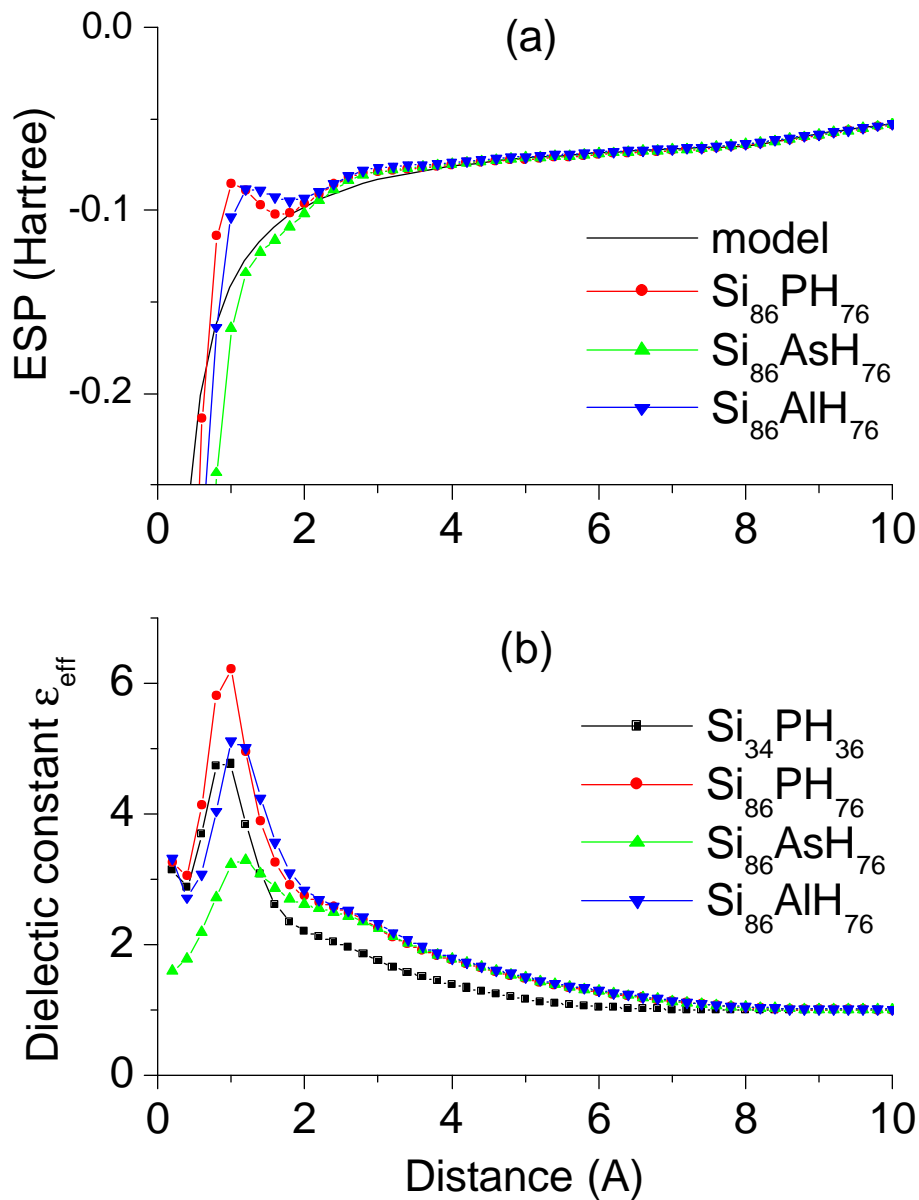 (a)
0.0
-0.1
-0.2
ESP (Hartree)
model
Si86PH76
Si86AsH76
Si86AlH76
0 2 4 6 8 10
(b)
6
4
2
0
Dielectic constant εeff
Si34PH36
Si86PH76
Si86AsH76
Si86AlH76
0 2 4 6 8 10
Distance (A)